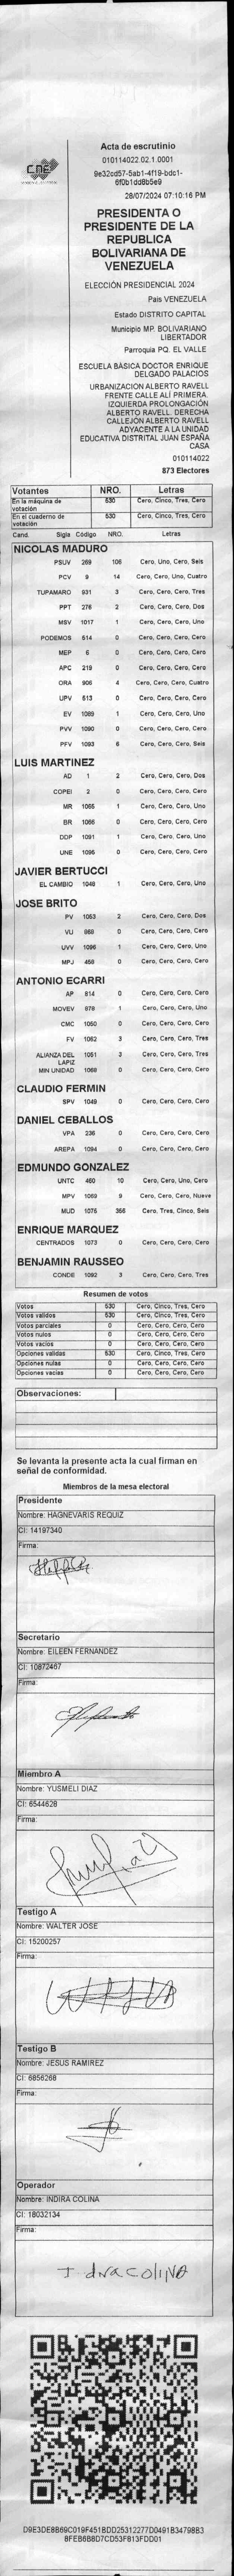 CNE
Acta de escrutinio
010114022.02.1.0001
9e32cd57-5ab1-4f19-bdc1-
6f0b1dd8b5e9
28/07/2024 07:10:16 PM
PRESIDENTA O
PRESIDENTE DE LA
REPUBLICA
BOLIVARIANA DE
VENEZUELA
ELECCIÓN PRESIDENCIAL 2024
Pais VENEZUELA
Estado DISTRITO CAPITAL
Municipio MP. BOLIVARIANO
LIBERTADOR
Parroquia PQ. EL VALLE
ESCUELA BÁSICA DOCTOR ENRIQUE
DELGADO PALACIOS
URBANIZACION ALBERTO RAVELL
FRENTE CALLE ALÍ PRIMERA.
IZQUIERDA PROLONGACIÓN
ALBERTO RAVELL. DERECHA
CALLEJÓN ALBERTO RAVELL
ADYACENTE A LA UNIDAD
EDUCATIVA DISTRITAL JUAN ESPAÑA
CASA
010114022
873 Electores
Votantes NRO. Letras
En la máquina de votación 530 Cero, Cinco, Tres, Cero
En el cuaderno de votación 530 Cero, Cinco, Tres, Cero
Cand. Sigla Codigo NRO. Letras
NICOLAS MADURO
PSUV 269 106 Cero, Uno, Cero, Seis
PCV 9 14 Cero, Cero, Uno, Cuatro
TUPAMARO 931 3 Cero, Cero, Cero, Tres
PPT 276 2 Cero, Cero, Cero, Dos
MSV 1017 1 Cero, Cero, Cero, Uno
PODEMOS 514 0 Cero, Cero, Cero, Cero
MEP 6 0 Cero, Cero, Cero, Cero
APC 219 0 Cero, Cero, Cero, Cero
ORA 906 4 Cero, Cero, Cero, Cuatro
UPV 513 0 Cero, Cero, Cero, Cero
EV 1089 1 Cero, Cero, Cero, Uno
PVV 1090 0 Cero, Cero, Cero, Cero
PFV 1093 6 Cero, Cero, Cero, Seis
LUIS MARTINEZ
AD 1 2 Cero, Cero, Cero, Dos
COPEI 2 0 Cero, Cero, Cero, Cero
MR 1065 1 Cero, Cero, Cero, Uno
BR 1066 0 Cero, Cero, Cero, Cero
DDP 1091 1 Cero, Cero, Cero, Uno
UNE 1095 0 Cero, Cero, Cero, Cero
JAVIER BERTUCCI
EL CAMBIO 1048 1 Cero, Cero, Cero, Uno
JOSE BRITO
PV 1053 2 Cero, Cero, Cero, Dos
VU 868 0 Cero, Cero, Cero, Cero
UVV 1096 1 Cero, Cero, Cero, Uno
MPJ 458 0 Cero, Cero, Cero, Cero
ANTONIO ECARRI
AP 814 0 Cero, Cero, Cero, Cero
MOVEV 878 1 Cero, Cero, Cero, Uno
CMC 1050 0 Cero, Cero, Cero, Cero
FV 1062 3 Cero, Cero, Cero, Tres
ALIANZA DEL LAPIZ 1051 3 Cero, Cero, Cero, Tres
MIN UNIDAD 1068 0 Cero, Cero, Cero, Cero
CLAUDIO FERMIN
SPV 1049 0 Cero, Cero, Cero, Cero
DANIEL CEBALLOS
VPA 236 0 Cero, Cero, Cero, Cero
AREPA 1094 0 Cero, Cero, Cero, Cero
EDMUNDO GONZALEZ
UNTC 460 10 Cero, Cero, Uno, Cero
MPV 1069 9 Cero, Cero, Cero, Nueve
MUD 1075 356 Cero, Tres, Cinco, Seis
ENRIQUE MARQUEZ
CENTRADOS 1073 0 Cero, Cero, Cero, Cero
BENJAMIN RAUSSEO
CONDE 1092 3 Cero, Cero, Cero, Tres
Resumen de votos
Votos 530 Cero, Cinco, Tres, Cero
Votos validos 530 Cero, Cinco, Tres, Cero
Votos parciales 0 Cero, Cero, Cero, Cero
Votos nulos 0 Cero, Cero, Cero, Cero
Votos vacios 0 Cero, Cero, Cero, Cero
Opciones validas 530 Cero, Cinco, Tres, Cero
Opciones nulas 0 Cero, Cero, Cero, Cero
Opciones vacias 0 Cero, Cero, Cero, Cero
Observaciones:
Se levanta la presente acta la cual firman en
señal de conformidad.
Miembros de la mesa electoral
Presidente
Nombre: HAGNEVARIS REQUIZ
CI: 14197340
Firma:
Secretario
Nombre: EILEEN FERNANDEZ
CI: 10872467
Firma:
Miembro A
Nombre: YUSMELI DIAZ
CI: 6544628
Firma:
Testigo A
Nombre: WALTER JOSE
CI: 15200257
Firma:
Testigo B
Nombre: JESUS RAMIREZ
CI: 6856268
Firma:
Operador
Nombre: INDIRA COLINA
CI: 18032134
Firma:
D9E3DE8B69C019F451BDD25312277D0491B34798B3
8FEB6B8D7CD53F813FDD01